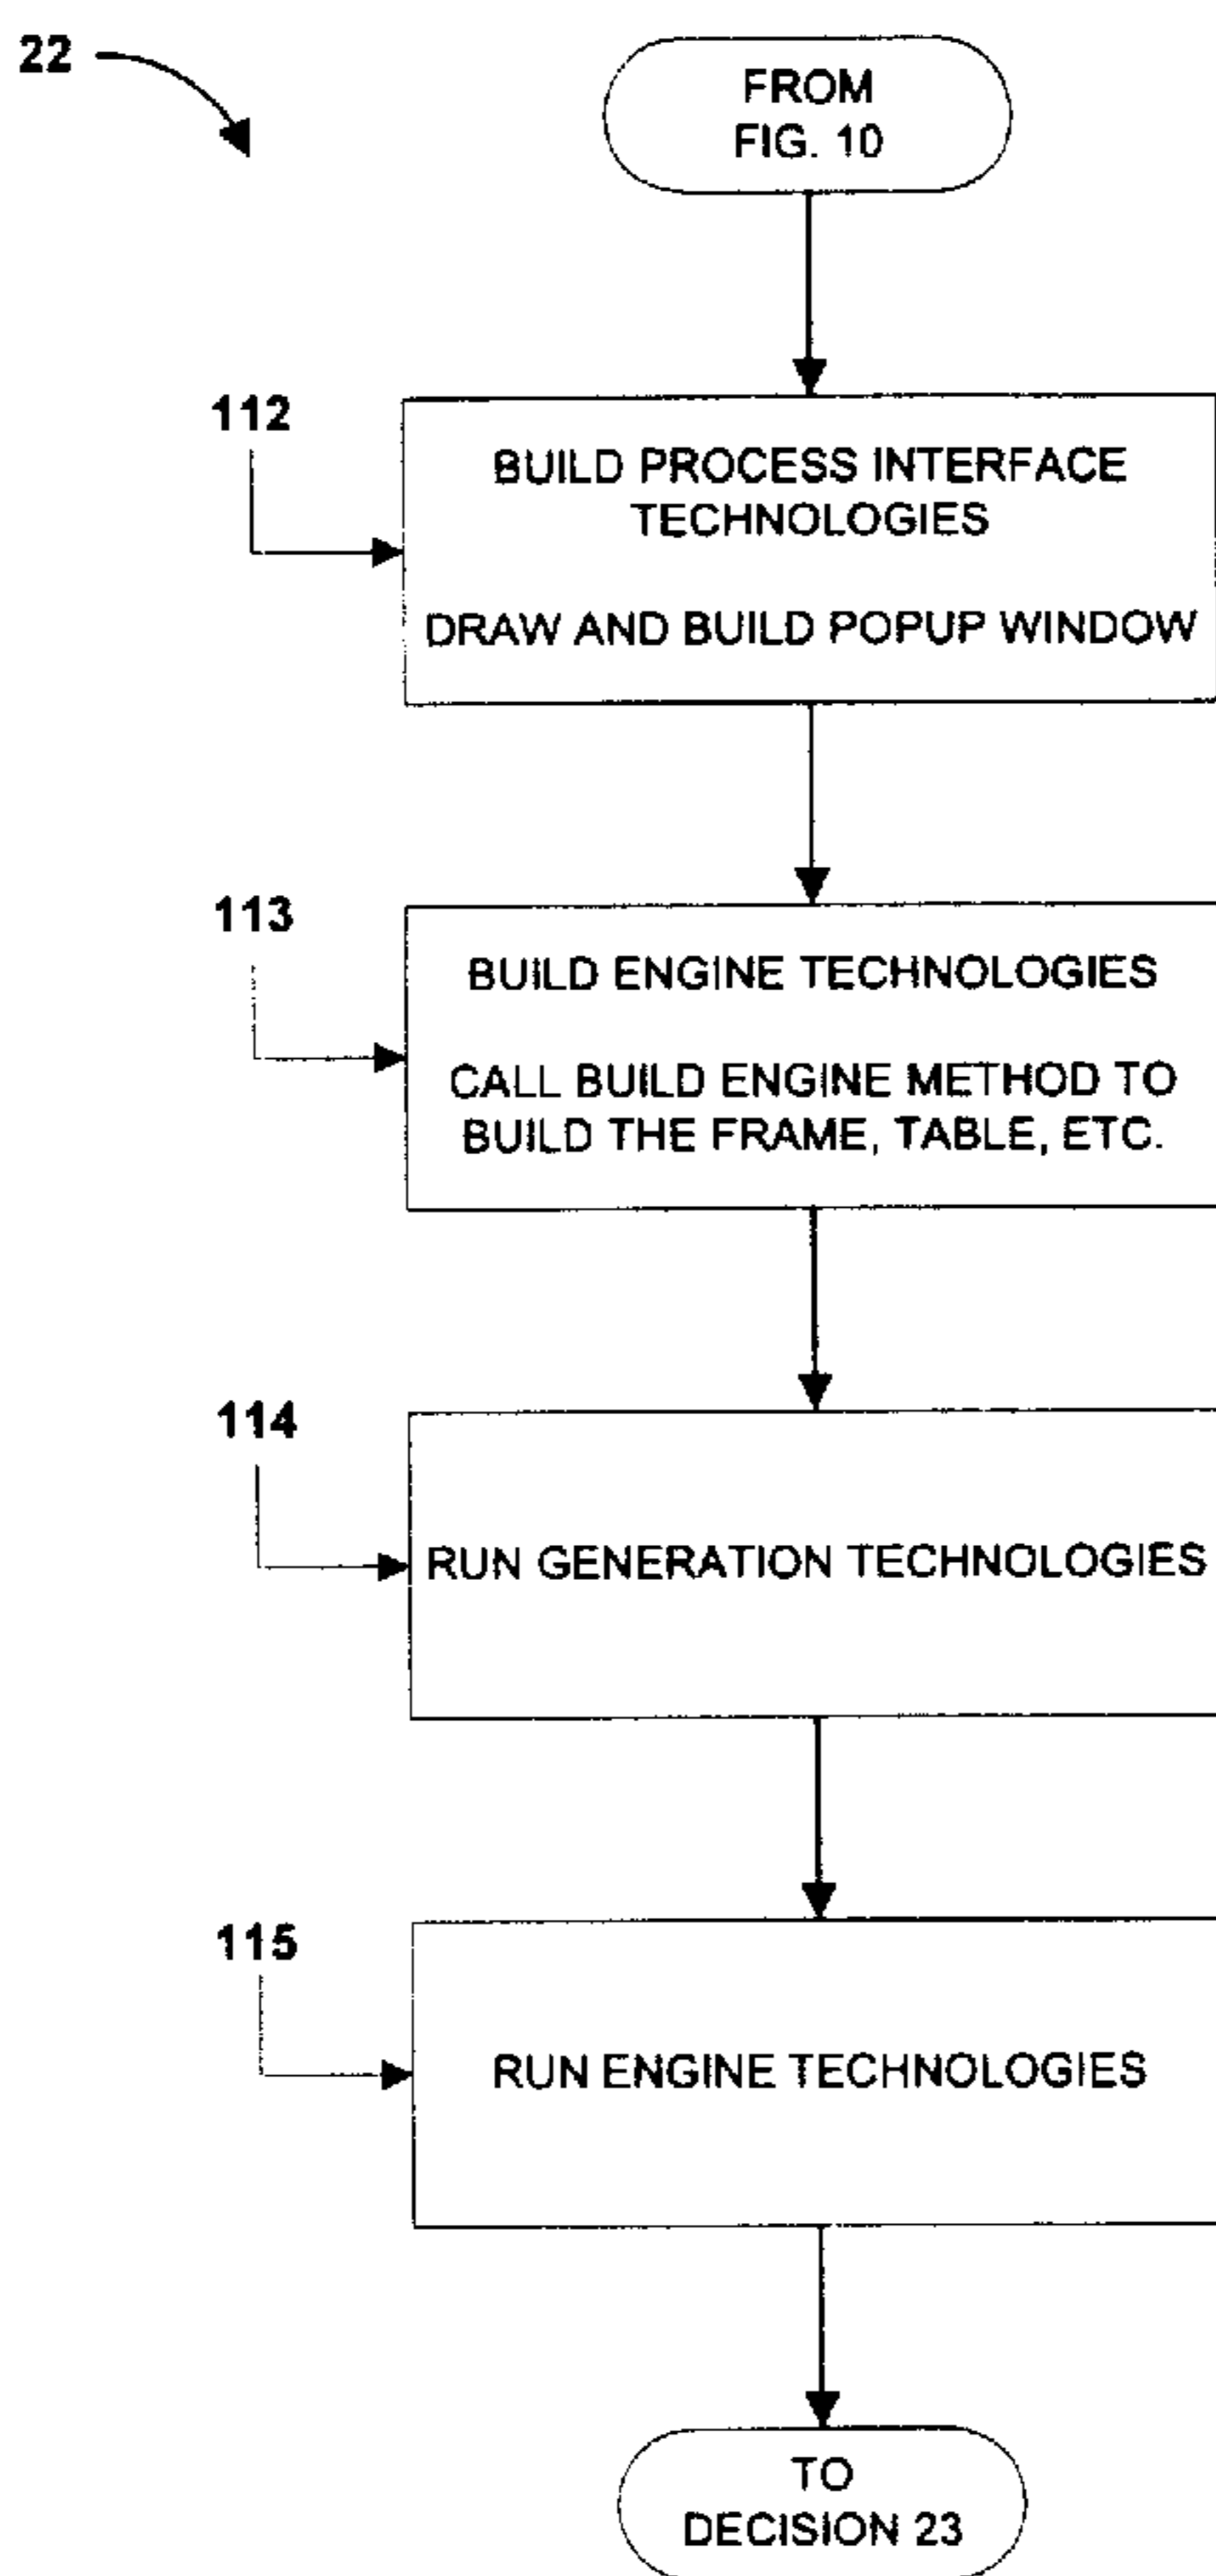 22
FROM
FIG. 10
112
BUILD PROCESS INTERFACE
TECHNOLOGIES
DRAW AND BUILD POPUP WINDOW
113
BUILD ENGINE TECHNOLOGIES
CALL BUILD ENGINE METHOD TO
BUILD THE FRAME, TABLE, ETC.
114
RUN GENERATION TECHNOLOGIES
115
RUN ENGINE TECHNOLOGIES
TO
DECISION 23